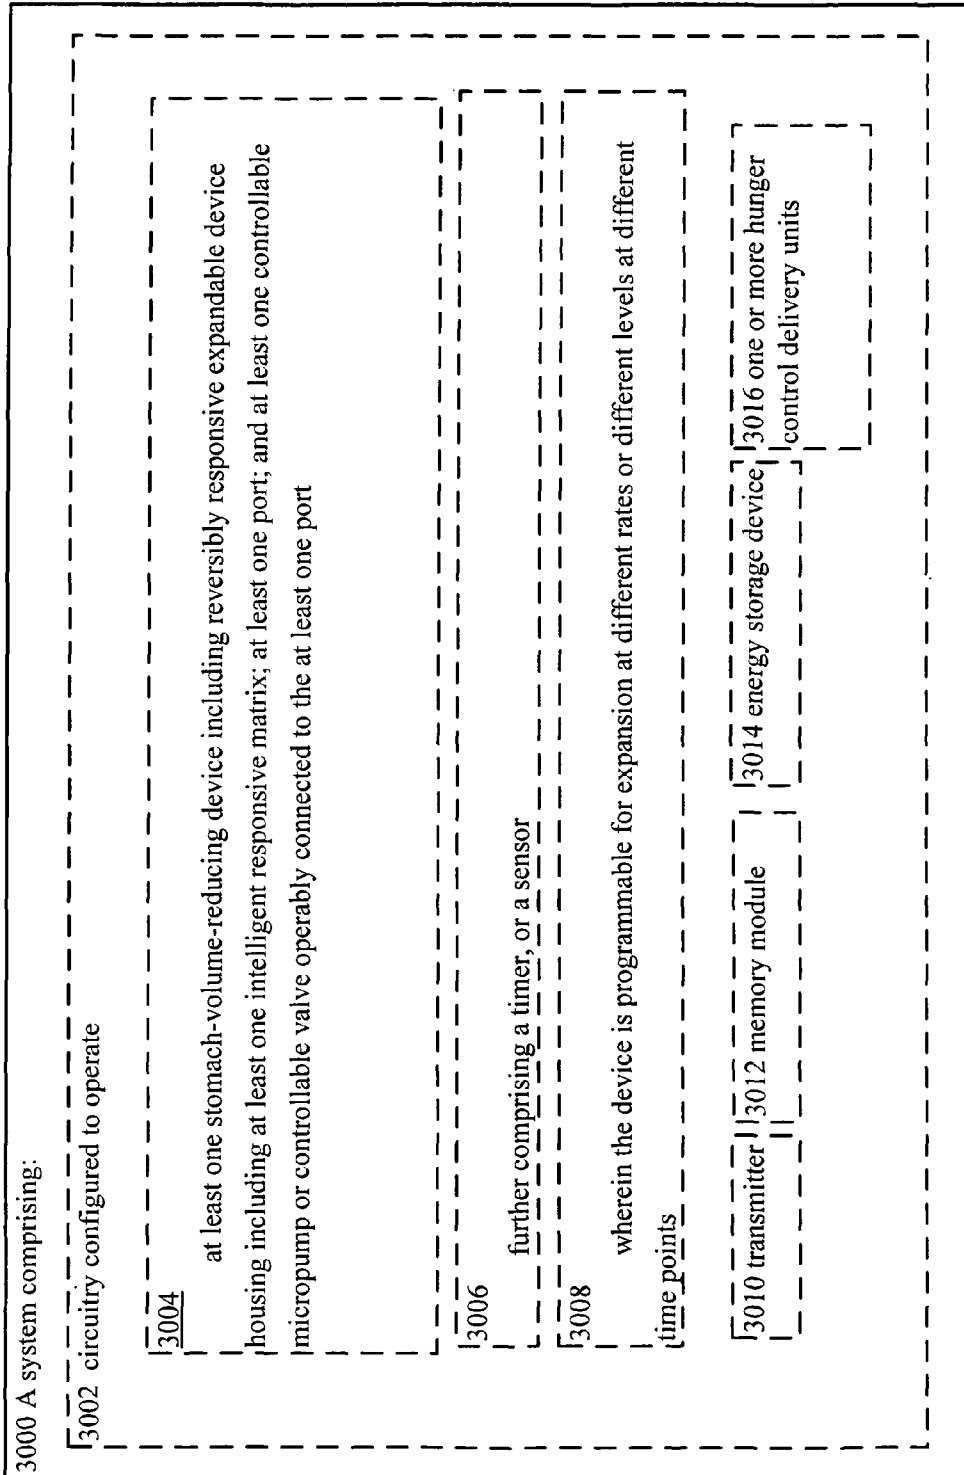 3000 A system comprising:
3002 circuitry configured to operate
3004
at least one stomach-volume-reducing device including reversibly responsive expandable device
housing including at least one intelligent responsive matrix; at least one port; and at least one controllable
micropump or controllable valve operably connected to the at least one port
3006
further comprising a timer, or a sensor
3008
wherein the device is programmable for expansion at different rates or different levels at different
time points
3010 transmitter
3012 memory module
3014 energy storage device
3016 one or more hunger
control delivery units